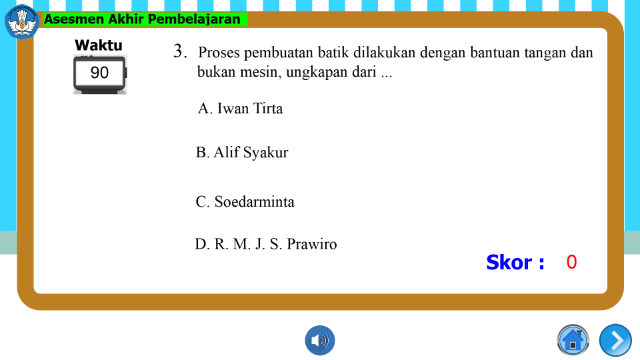 Asesmen Akhir Pembelajaran
Waktu
90
3. Proses pembuatan batik dilakukan dengan bantuan tangan dan
bukan mesin, ungkapan dari ...
A. Iwan Tirta
B. Alif Syakur
C. Soedarminta
D. R. M. J. S. Prawiro
Skor : 0